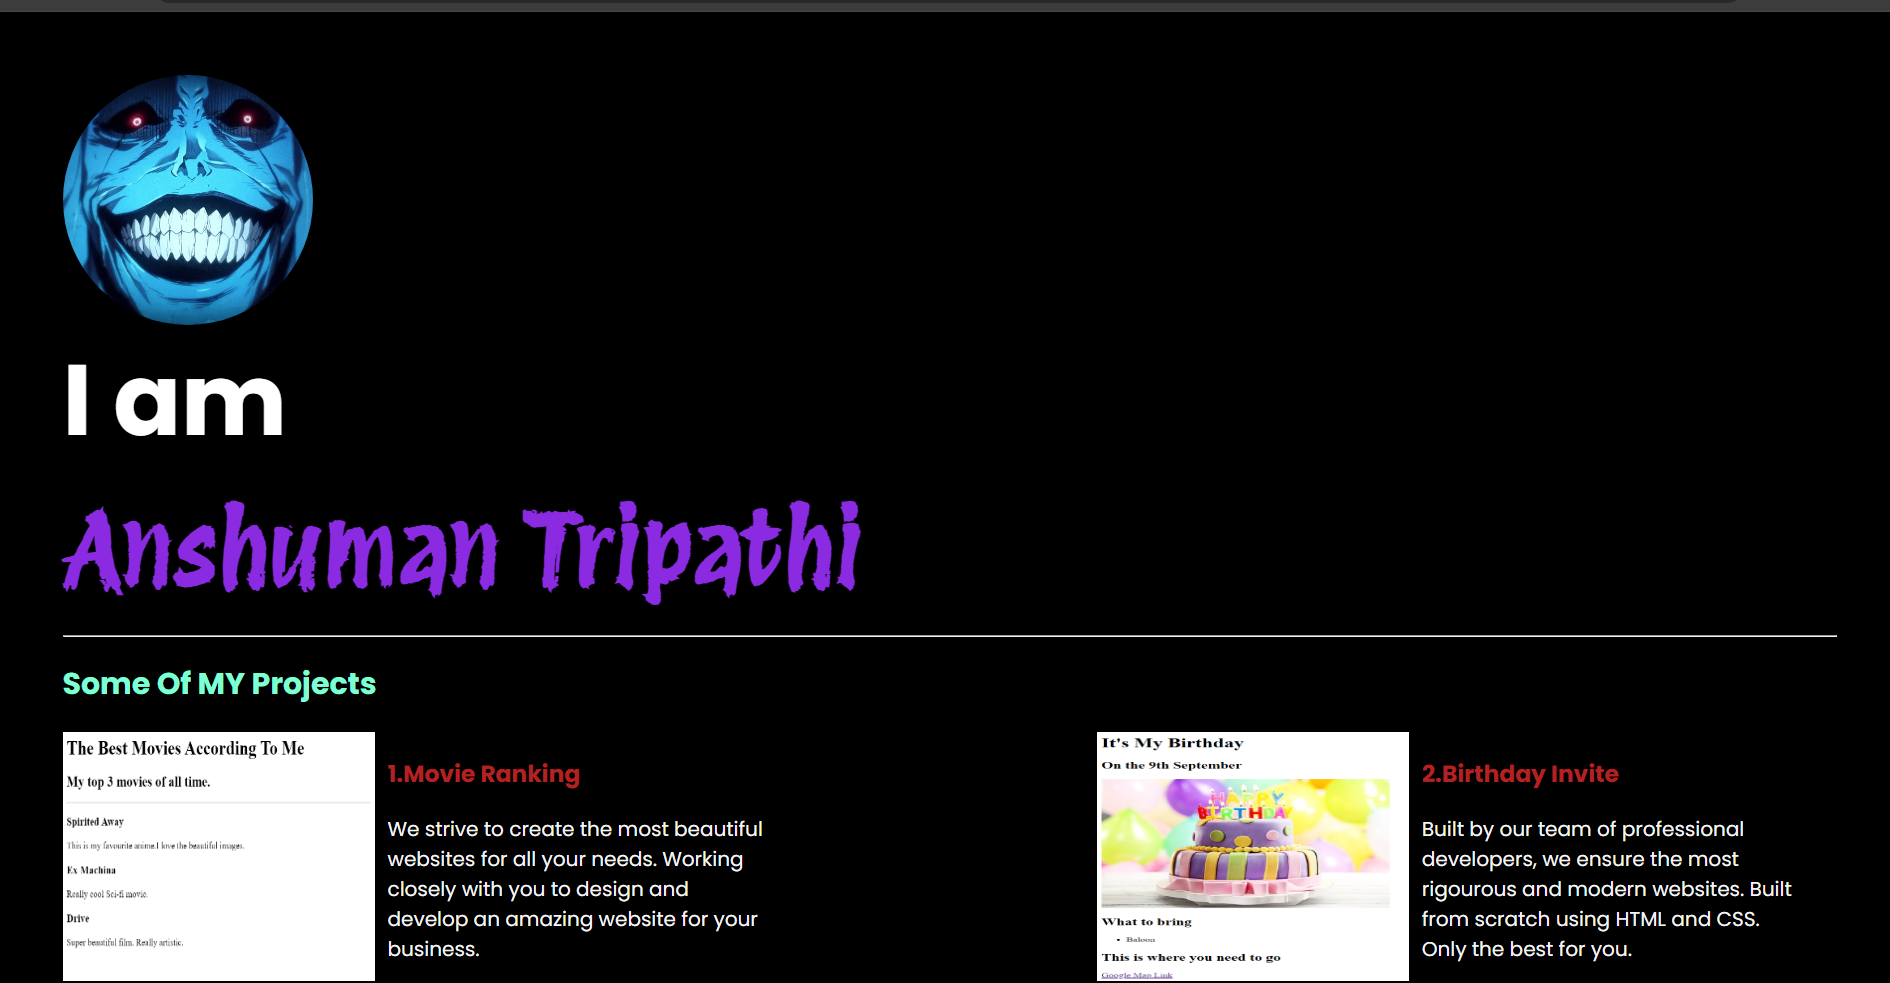 I am
Anshuman Tripathi
Some Of MY Projects
The Best Movies According To Me
My top 3 movies of all time.
Spirited Away
This is my favourite anime.I love the beautiful images.
Ex Machina
Really cool Sci-fi movie.
Drive
Super beautiful film. Really artistic.
1.Movie Ranking
We strive to create the most beautiful
websites for all your needs. Working
closely with you to design and
develop an amazing website for your
business.
It's My Birthday
On the 9th September
HAPPY
BIRTHDAY
What to bring
Baloon
This is where you need to go
Google Map Link
2.Birthday Invite
Built by our team of professional
developers, we ensure the most
rigourous and modern websites. Built
from scratch using HTML and CSS.
Only the best for you.